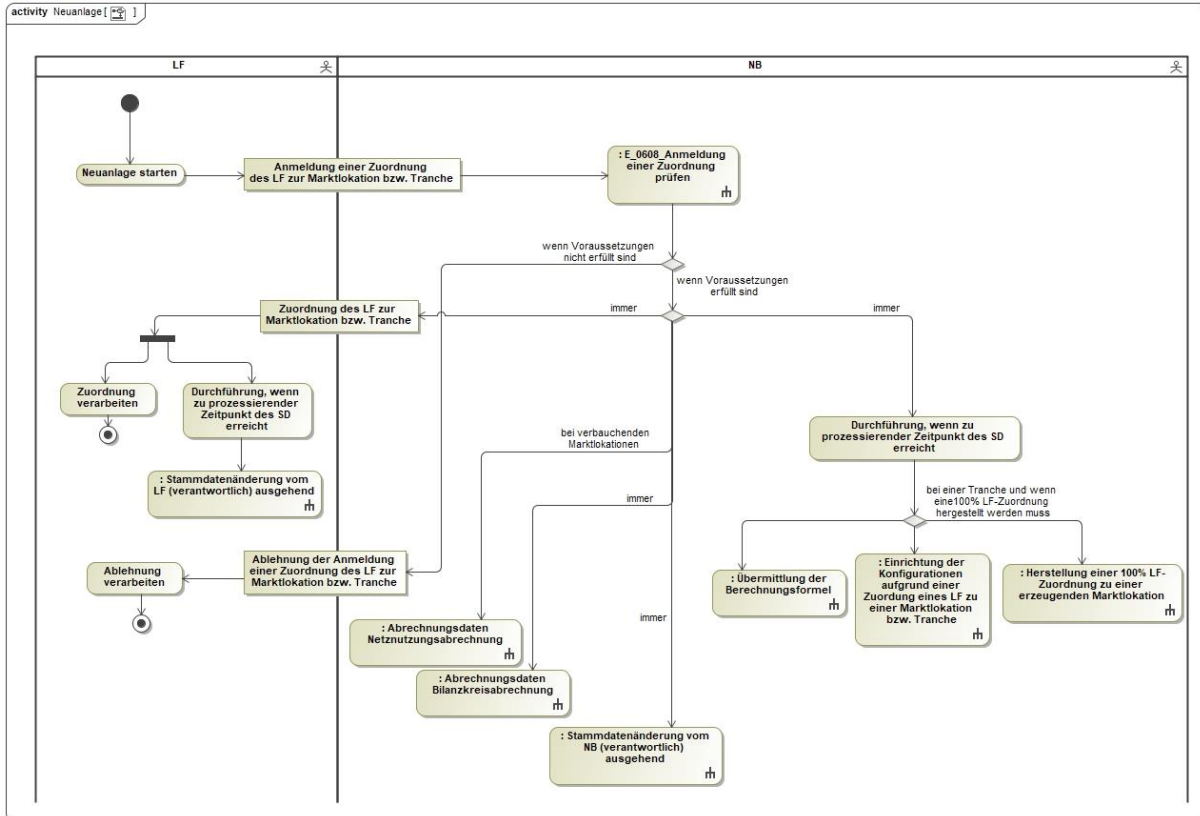 activity Neuanlage [ ]
LF
NB
Neuanlage starten
Anmeldung einer Zuordnung
des LF zur Marktlokation bzw. Tranche
: E_0608_Anmeldung
einer Zuordnung
prüfen
wenn Voraussetzungen
nicht erfüllt sind
wenn Voraussetzungen
erfüllt sind
Zuordnung des LF zur
Marktlokation bzw. Tranche
immer
immer
Zuordnung
verarbeiten
Durchführung, wenn
zu prozessierender
Zeitpunkt des SD
erreicht
: Stammdatenänderung vom
LF (verantwortlich) ausgehend
bei verbauchenden
Marktlokationen
immer
Durchführung, wenn zu
prozessierender Zeitpunkt des SD
erreicht
bei einer Tranche und wenn
eine100% LF-Zuordnung
hergestellt werden muss
Ablehnung
verarbeiten
Ablehnung der Anmeldung
einer Zuordnung des LF zur
Marktlokation bzw. Tranche
: Übermittlung der
Berechnungsformel
: Einrichtung der
Konfigurationen
aufgrund einer
Zuordung eines LF zu
einer Marktlokation
bzw. Tranche
: Herstellung einer 100% LF-
Zuordnung zu einer
erzeugenden Marktlokation
immer
: Abrechnungsdaten
Netznutzungsabrechnung
: Abrechnungsdaten
Bilanzkreisabrechnung
: Stammdatenänderung vom
NB (verantwortlich)
ausgehend